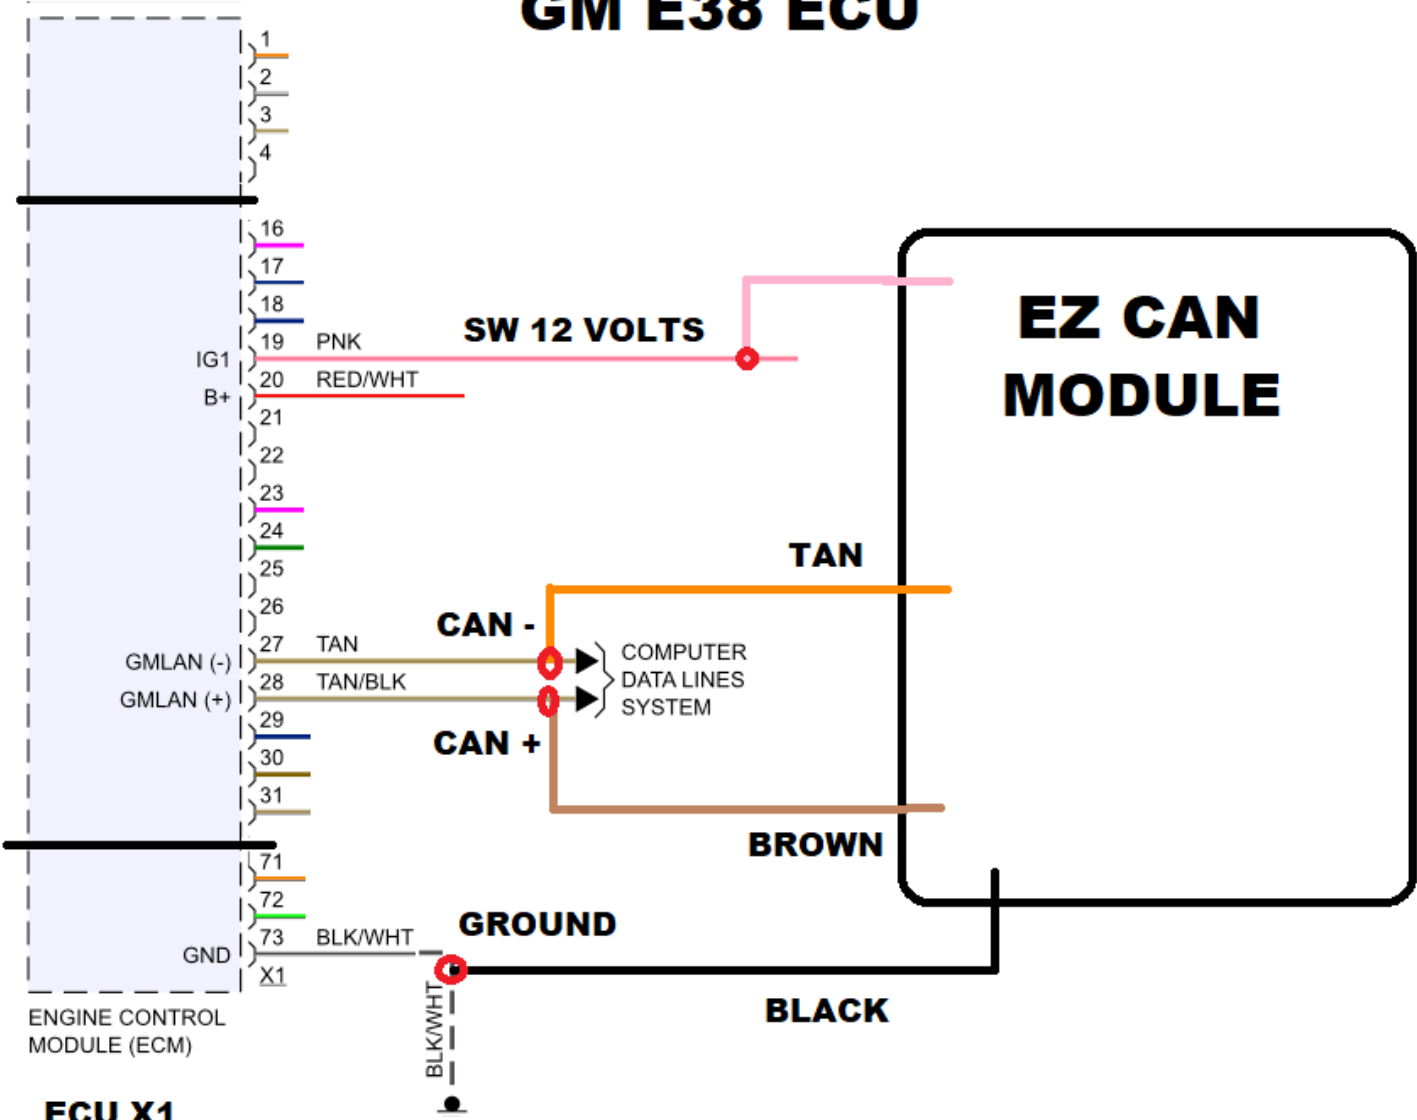 GM E38 ECU
1
2
3
4
16
17
18
19 PNK
SW 12 VOLTS
IG1
20 RED/WHT
B+
21
22
23
24
25
26
27 TAN
GMLAN (-)
28 TAN/BLK
GMLAN (+)
29
30
31
71
72
73 BLK/WHT
GND
X1
ENGINE CONTROL
MODULE (ECM)
ECU X1
EZ CAN
MODULE
TAN
CAN -
COMPUTER
DATA LINES
SYSTEM
CAN +
BROWN
GROUND
BLACK
BLK/WHT